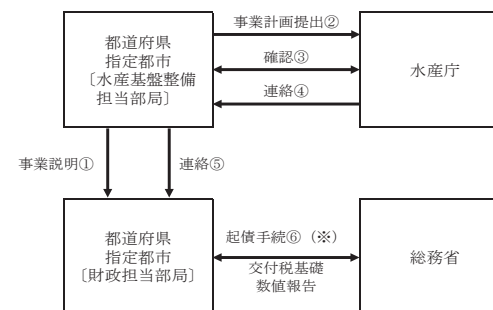 事業計画提出②
都道府県
指定都市
〔水産基盤整備
担当部局〕
確認③
水産庁
連絡④
事業説明①
連絡⑤
都道府県
指定都市
〔財政担当部局〕
起債手続⑥（※）
交付税基礎
数値報告
総務省